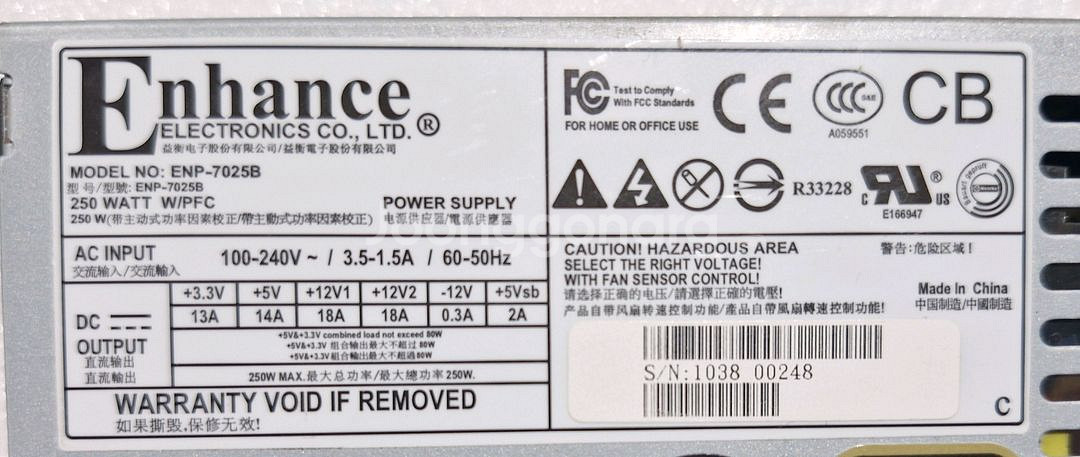 Enhance®
ELECTRONICS CO., LTD.
益衡电子股份有限公司/益衡電子股份有限公司
MODEL NO: ENP-7025B
型号/型號: ENP-7025B
250 WATT W/PFC
POWER SUPPLY
250 W(带主动式功率因素校正/帶主動式功率因素校正)
电源供应器/電源供應器
AC INPUT
交流输入/交流輸入
100-240V ~ / 3.5-1.5A / 60-50Hz
DC
OUTPUT
直流输出
直流輸出
+3.3V +5V +12V1 +12V2 -12V +5Vsb
13A 14A 18A 18A 0.3A 2A
+5V&+3.3V combined load not exceed 80W
+5V&+3.3V 组合输出最大不超过 80W
+5V&+3.3V 組合輸出最大不超過 80W
250W MAX.最大总功率/最大總功率 250W.
WARRANTY VOID IF REMOVED
如果撕毁,保修无效.
FC Test to Comply
With FCC Standards
FOR HOME OR OFFICE USE
CE
CCC S&E
A059551
CB
R33228
c RU ® US
E166947
CAUTION! HAZARDOUS AREA
警告:危险区域!
SELECT THE RIGHT VOLTAGE!
WITH FAN SENSOR CONTROL!
请选择正确的电压/請選擇正確的電壓!
产品自带风扇转速控制功能/產品自帶風扇轉速控制功能!
Made In China
中国制造/中國製造
S/N:1038 00248
C
joonggonara